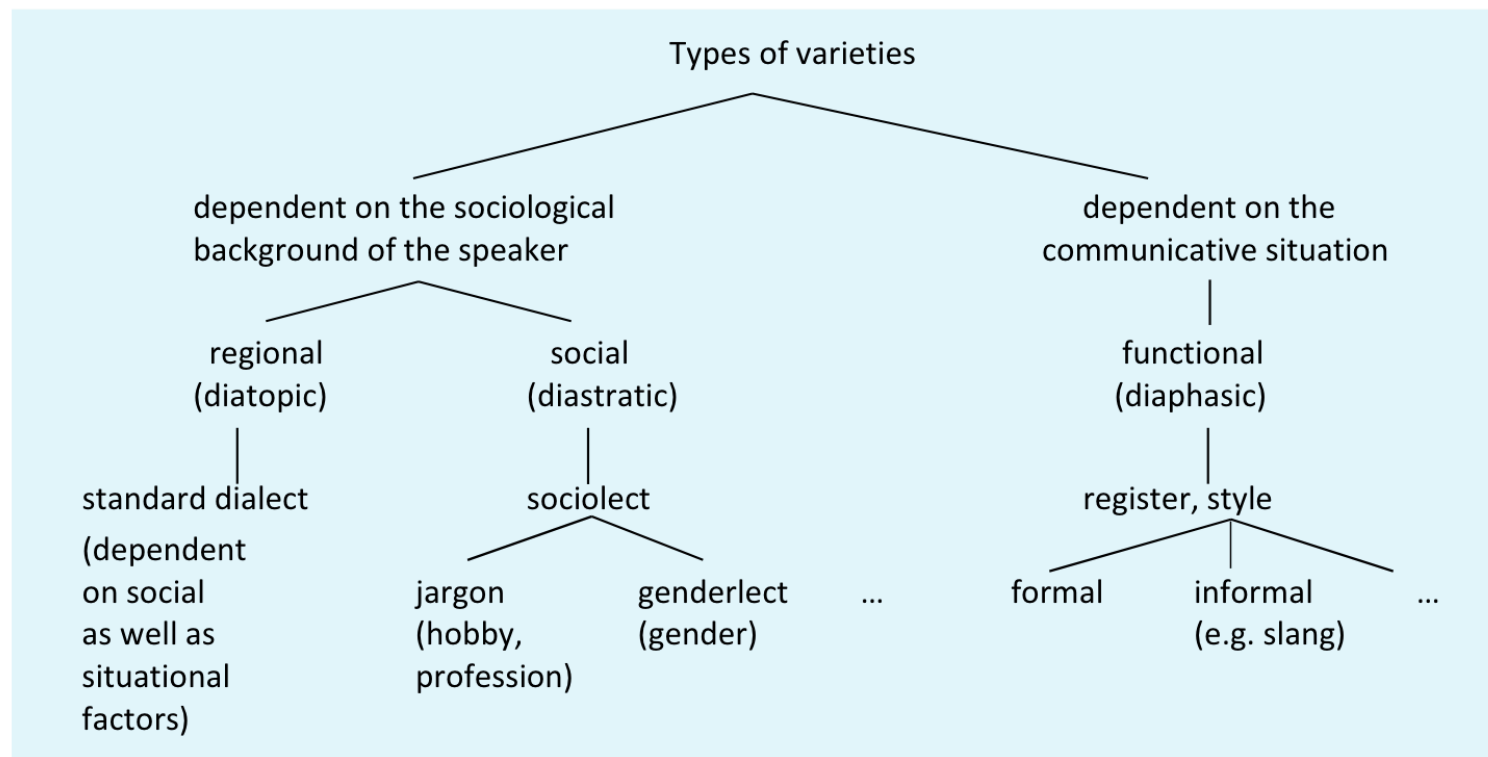 Types of varieties
dependent on the sociological
background of the speaker
dependent on the
communicative situation
regional
(diatopic)
social
(diastratic)
functional
(diaphasic)
standard dialect
(dependent
on social
as well as
situational
factors)
sociolect
jargon
(hobby,
profession)
genderlect
(gender)
...
register, style
formal
informal
(e.g. slang)
...